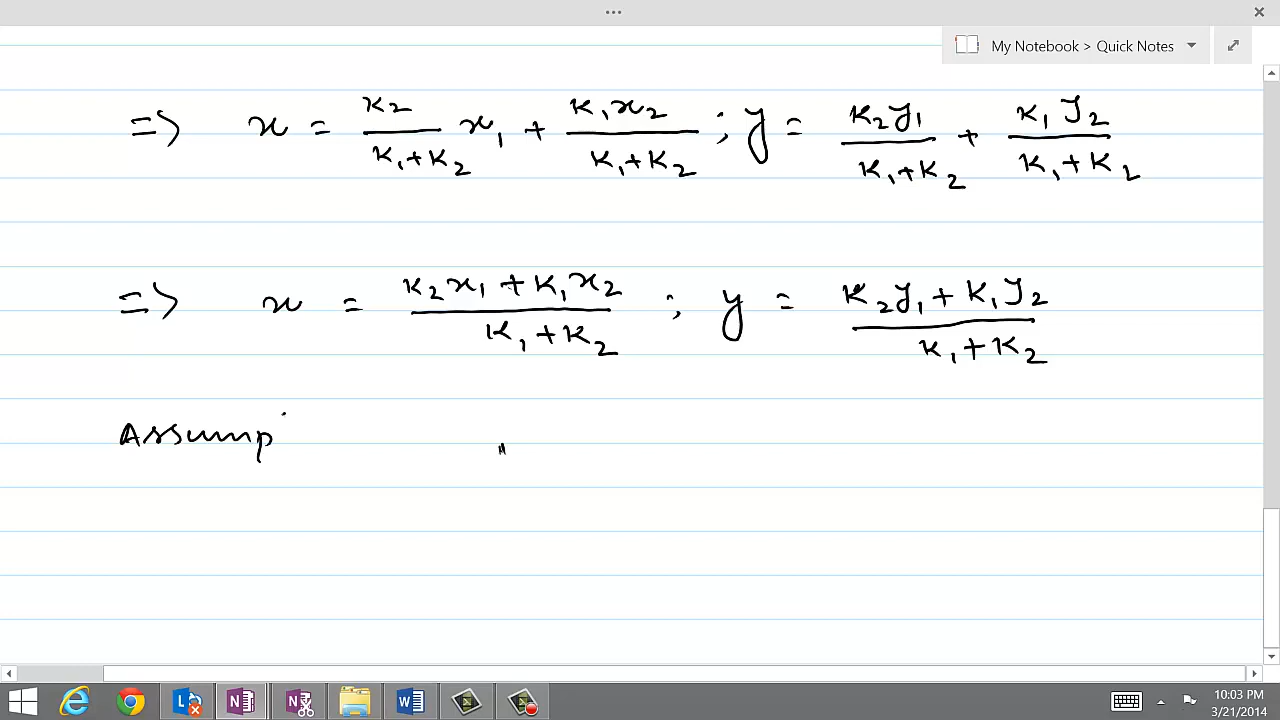 ...
My Notebook > Quick Notes
=> x = K2/(K1+K2) x1 + K1x2/(K1+K2) ; y = K2y1/(K1+K2) + K1y2/(K1+K2)
=> x = (K2x1+K1x2)/(K1+K2) ; y = (K2y1+K1y2)/(K1+K2)
Assump
10:03 PM
3/21/2014